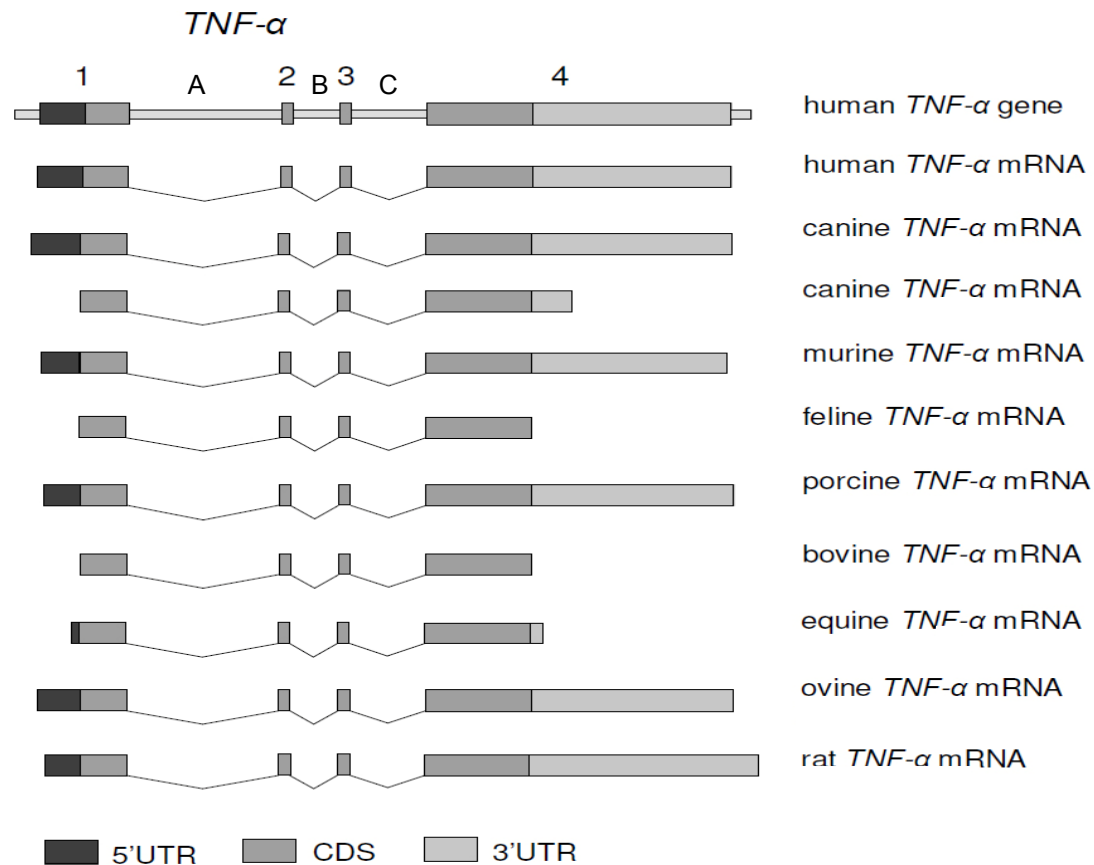 TNF-α
1 A 2 B 3 C 4
human TNF-α gene
human TNF-α mRNA
canine TNF-α mRNA
canine TNF-α mRNA
murine TNF-α mRNA
feline TNF-α mRNA
porcine TNF-α mRNA
bovine TNF-α mRNA
equine TNF-α mRNA
ovine TNF-α mRNA
rat TNF-α mRNA
5'UTR CDS 3'UTR